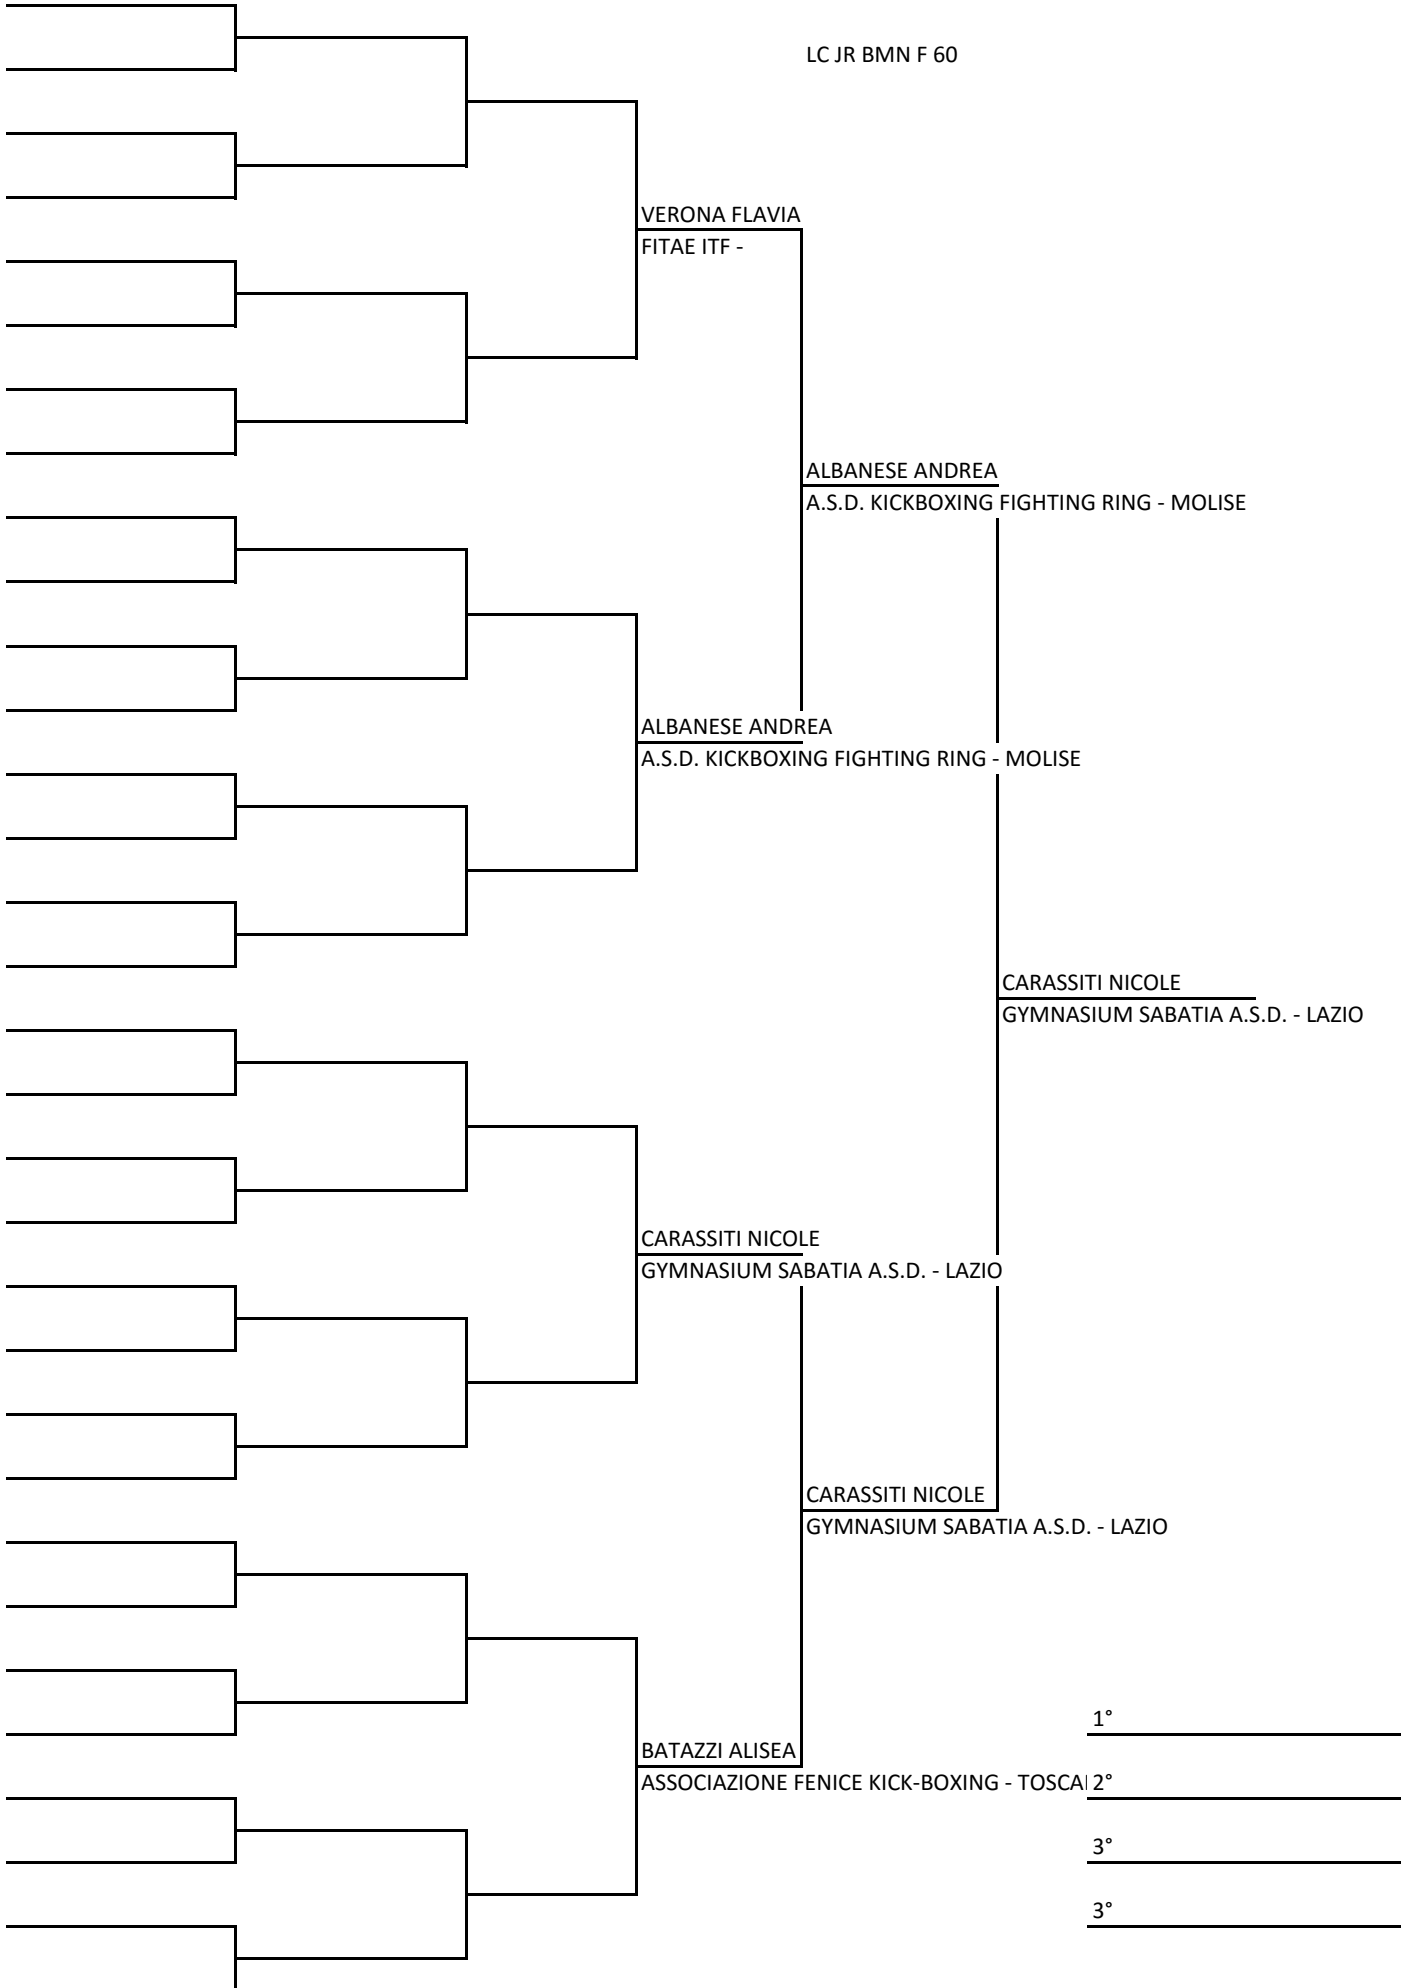 LC JR BMN F 60
VERONA FLAVIA
FITAE ITF -
ALBANESE ANDREA
A.S.D. KICKBOXING FIGHTING RING - MOLISE
ALBANESE ANDREA
A.S.D. KICKBOXING FIGHTING RING - MOLISE
CARASSITI NICOLE
GYMNASIUM SABATIA A.S.D. - LAZIO
CARASSITI NICOLE
GYMNASIUM SABATIA A.S.D. - LAZIO
CARASSITI NICOLE
GYMNASIUM SABATIA A.S.D. - LAZIO
1°
BATAZZI ALISEA
ASSOCIAZIONE FENICE KICK-BOXING - TOSCA
2°
3°
3°